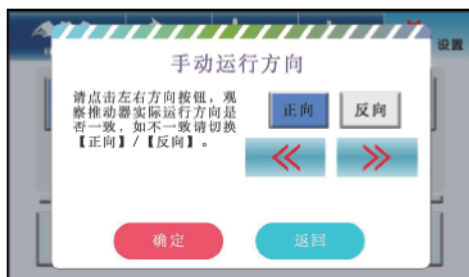 设置
手动运行方向
请点击左右方向按钮，观
察推动器实际运行方向是
否一致，如不一致请切换
【正向】/【反向】。
正向
反向
确定
返回